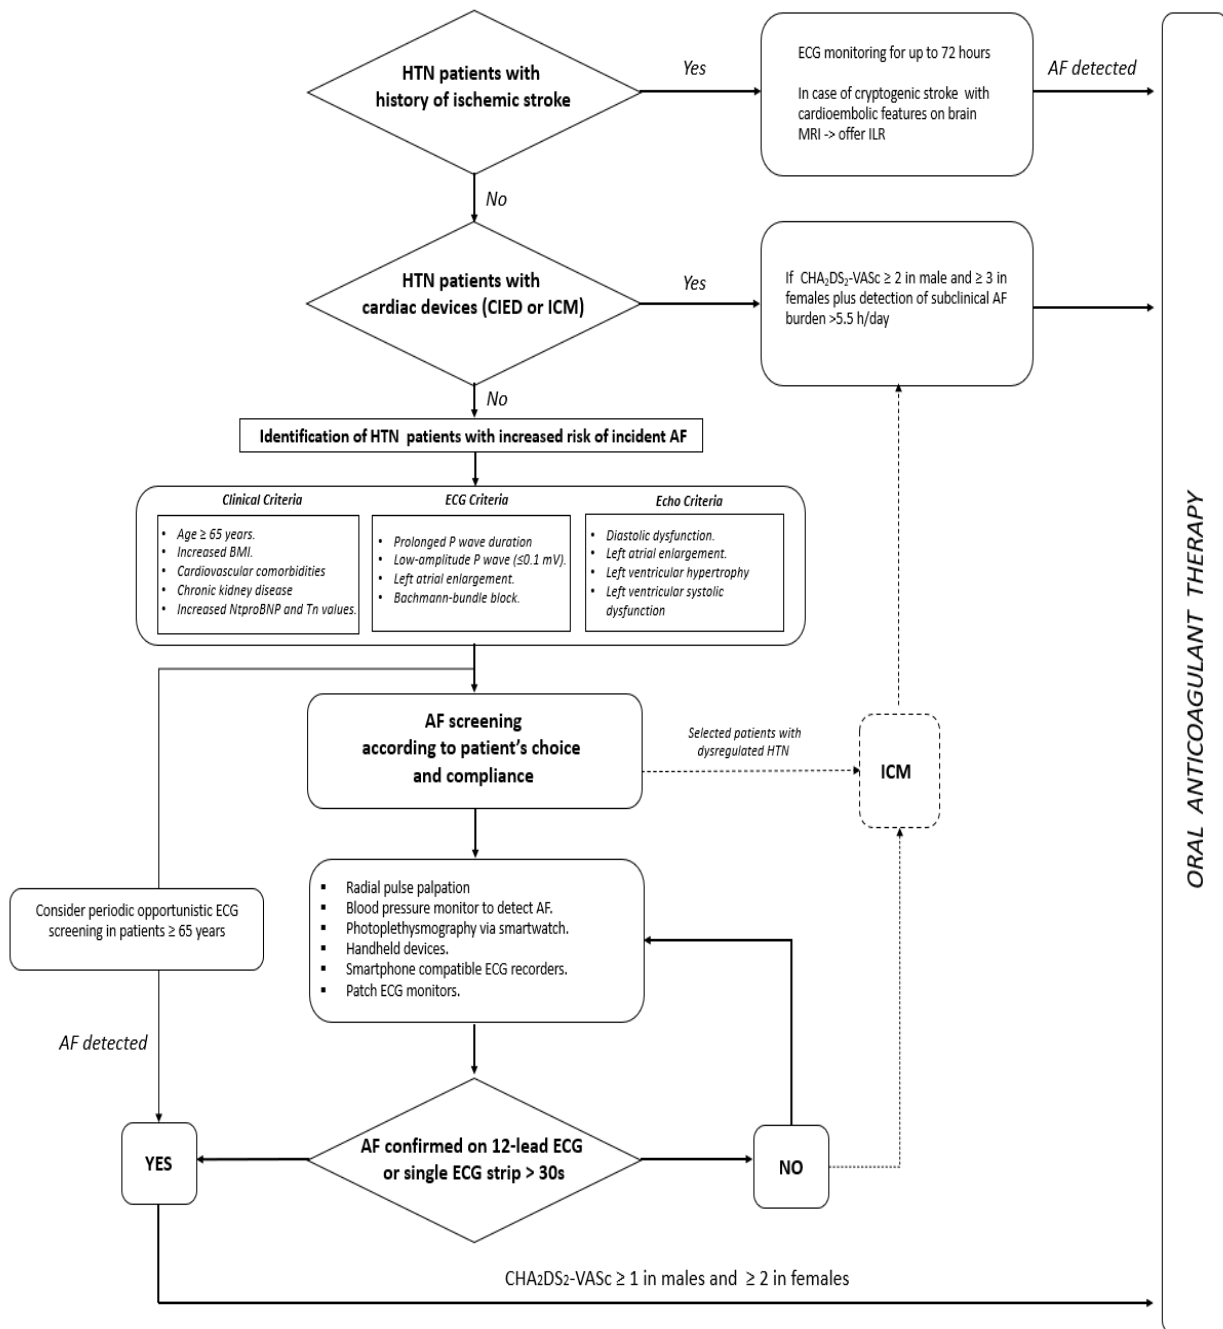 HTN patients with
history of ischemic stroke
Yes
ECG monitoring for up to 72 hours
In case of cryptogenic stroke with
cardioembolic features on brain
MRI -> offer ILR
AF detected
No
HTN patients with
cardiac devices (CIED or ICM)
Yes
If CHA₂DS₂-VASc ≥ 2 in male and ≥ 3 in
females plus detection of subclinical AF
burden >5.5 h/day
No
Identification of HTN patients with increased risk of incident AF
Clinical Criteria
• Age ≥ 65 years.
• Increased BMI.
• Cardiovascular comorbidities
• Chronic kidney disease
• Increased NtproBNP and Tn values.
ECG Criteria
• Prolonged P wave duration
• Low-amplitude P wave (≤0.1 mV).
• Left atrial enlargement.
• Bachmann-bundle block.
Echo Criteria
• Diastolic dysfunction.
• Left atrial enlargement.
• Left ventricular hypertrophy
• Left ventricular systolic
dysfunction
AF screening
according to patient's choice
and compliance
Selected patients with
dysregulated HTN
ICM
▪ Radial pulse palpation
▪ Blood pressure monitor to detect AF.
▪ Photoplethysmography via smartwatch.
▪ Handheld devices.
▪ Smartphone compatible ECG recorders.
▪ Patch ECG monitors.
Consider periodic opportunistic ECG
screening in patients ≥ 65 years
AF detected
YES
AF confirmed on 12-lead ECG
or single ECG strip > 30s
NO
CHA₂DS₂-VASc ≥ 1 in males and ≥ 2 in females
ORAL ANTICOAGULANT THERAPY